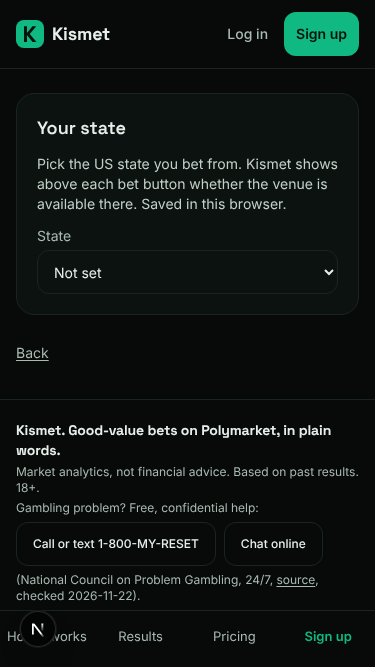 K Kismet
Log in
Sign up
Your state
Pick the US state you bet from. Kismet shows
above each bet button whether the venue is
available there. Saved in this browser.
State
Not set
Back
Kismet. Good-value bets on Polymarket, in plain
words.
Market analytics, not financial advice. Based on past results.
18+.
Gambling problem? Free, confidential help:
Call or text 1-800-MY-RESET
Chat online
(National Council on Problem Gambling, 24/7, source,
checked 2026-11-22).
N
works
Results
Pricing
Sign up